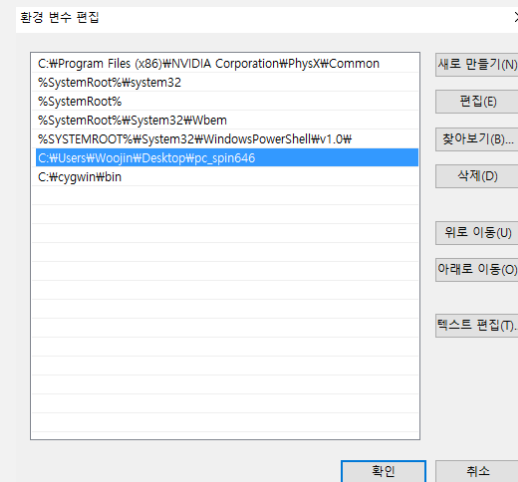 환경 변수 편집
C:₩Program Files (x86)₩NVIDIA Corporation₩PhysX₩Common
%SystemRoot%₩system32
%SystemRoot%
%SystemRoot%₩System32₩Wbem
%SYSTEMROOT%₩System32₩WindowsPowerShell₩v1.0₩
C:₩Users₩Woojin₩Desktop₩pc_spin646
C:₩cygwin₩bin
새로 만들기(N)
편집(E)
찾아보기(B)...
삭제(D)
위로 이동(U)
아래로 이동(O)
텍스트 편집(T)..
확인
취소